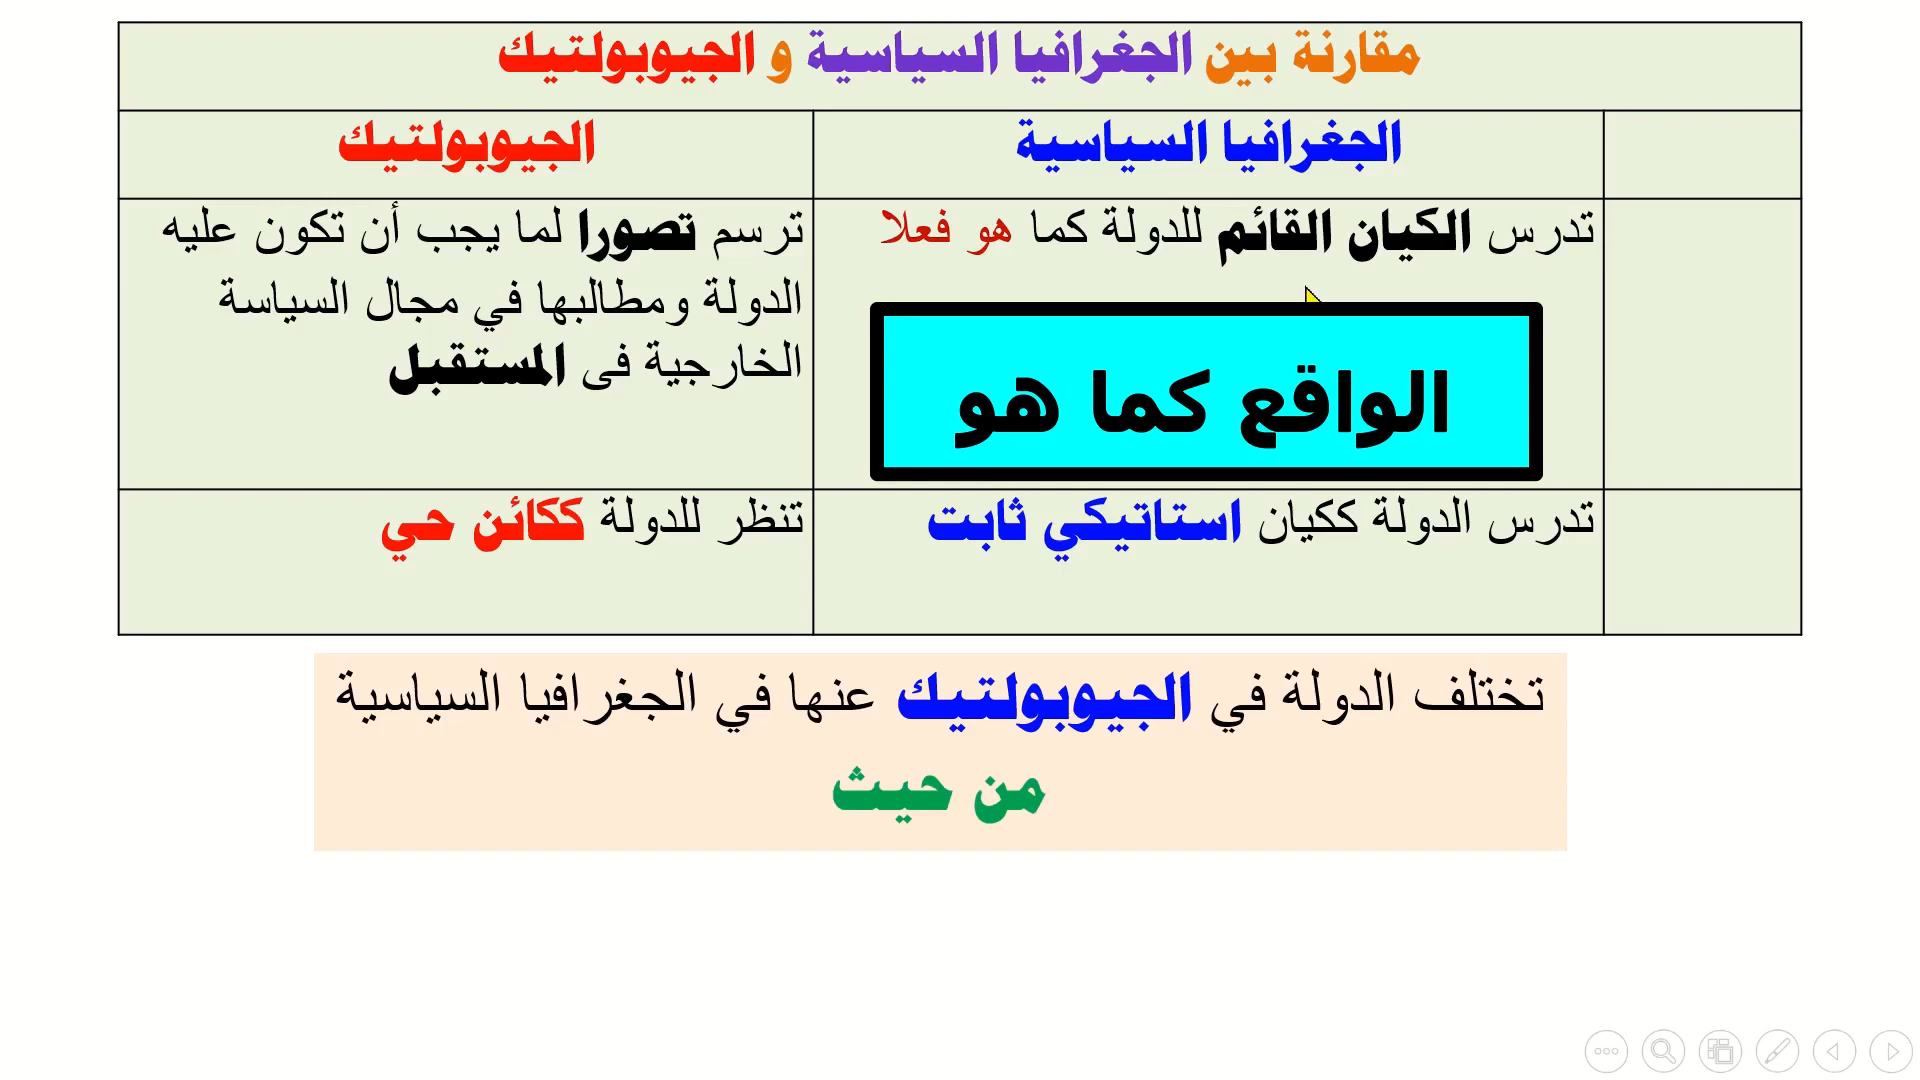 مقارنة بين الجغرافيا السياسية و الجيوبولتيك
الجغرافيا السياسية
الجيوبولتيك
تدرس الكيان القائم للدولة كما هو فعلا
الواقع كما هو
ترسم تصورا لما يجب أن تكون عليه
الدولة ومطالبها في مجال السياسة
الخارجية فى المستقبل
تدرس الدولة ككيان استاتيكي ثابت
تنظر للدولة ككائن حي
تختلف الدولة في الجيوبولتيك عنها في الجغرافيا السياسية
من حيث